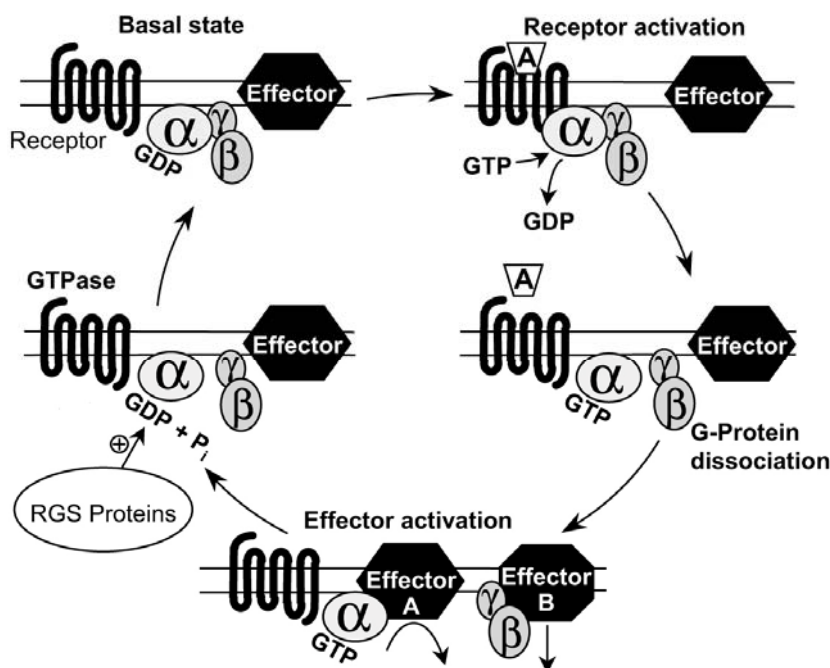 Basal state
Effector
Receptor
α
γ
β
GDP
Receptor activation
A
Effector
α
γ
β
GTP
GDP
A
Effector
α
γ
β
GTP
G-Protein
dissociation
Effector activation
Effector
A
Effector
B
α
γ
β
GTP
GTPase
Effector
α
γ
β
GDP + Pi
⊕
RGS Proteins